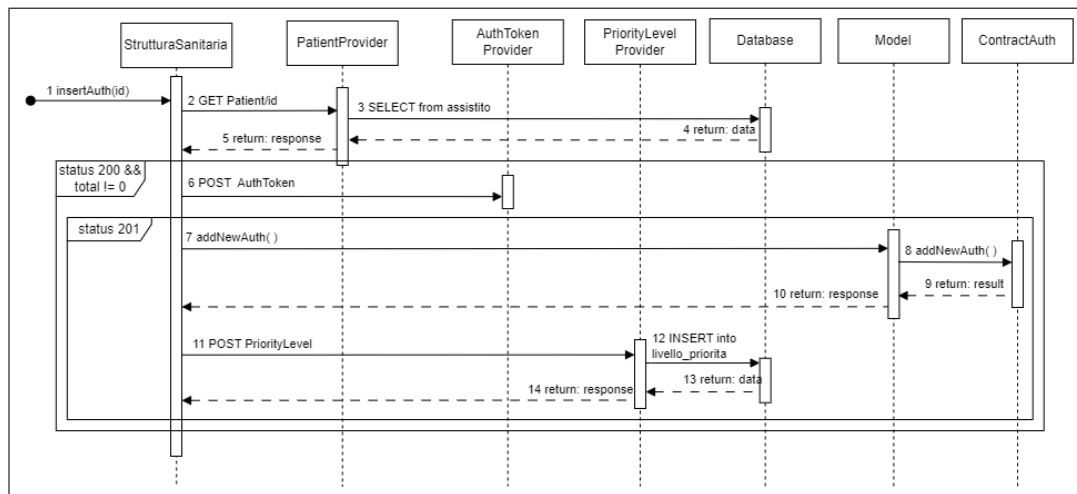 StrutturaSanitaria
PatientProvider
AuthToken
Provider
PriorityLevel
Provider
Database
Model
ContractAuth
1 insertAuth(id)
2 GET Patient/id
3 SELECT from assistito
4 return: data
5 return: response
status 200 &&
total != 0
6 POST  AuthToken
status 201
7 addNewAuth( )
8 addNewAuth( )
9 return: result
10 return: response
11 POST PriorityLevel
12 INSERT into
livello_priorita
13 return: data
14 return: response